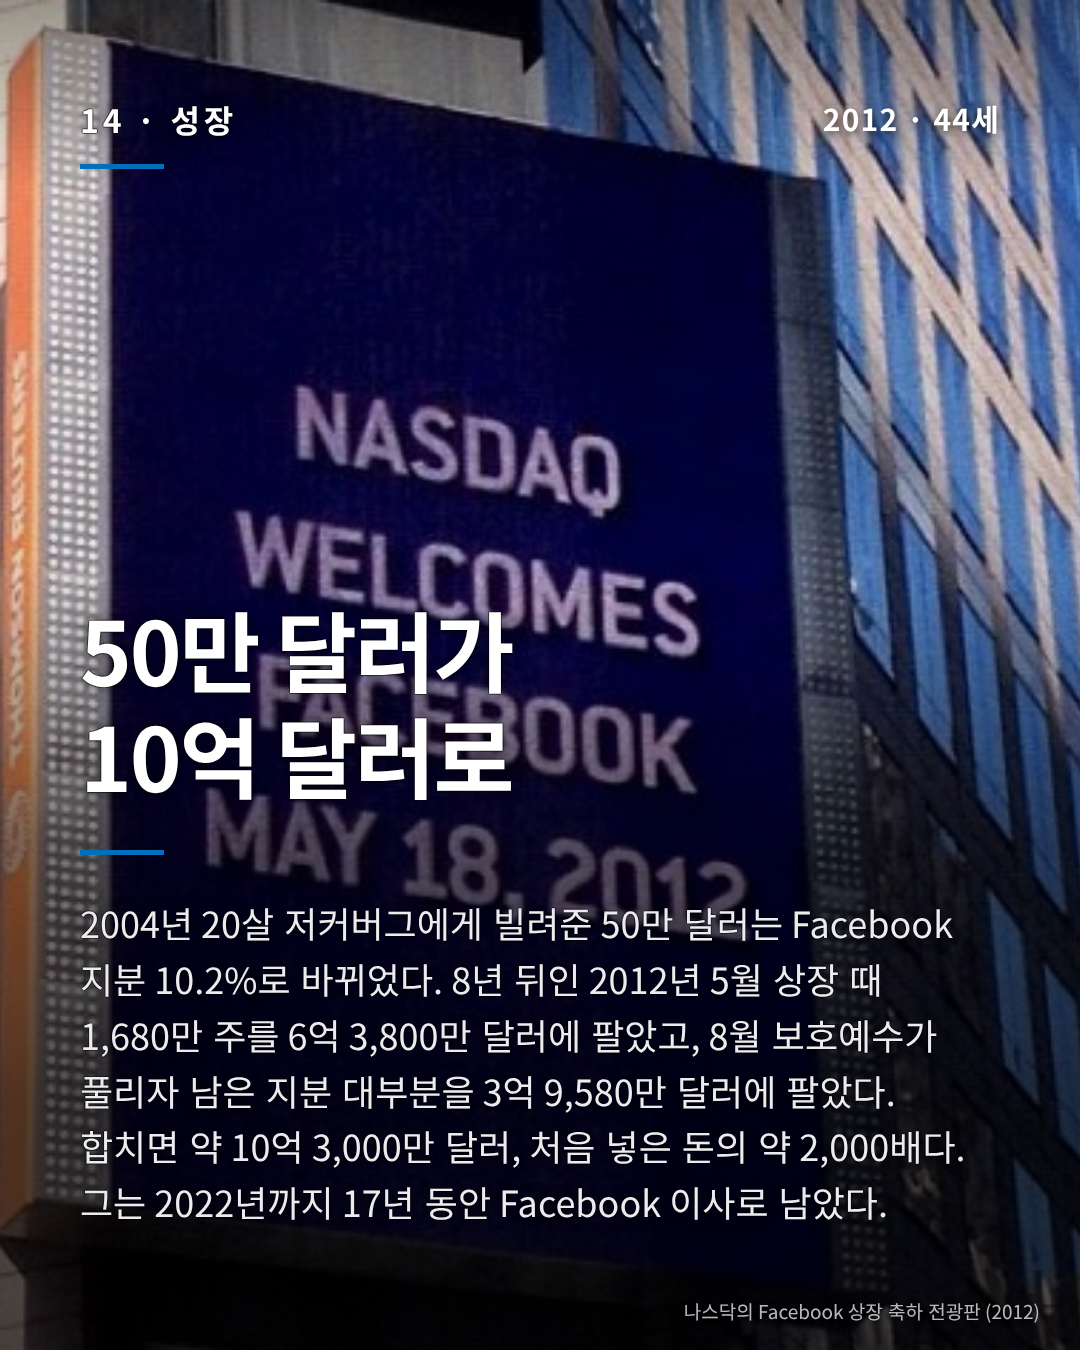 14 · 성장
2012 · 44세
THOMSON REUTERS
NASDAQ
WELCOMES
FACEBOOK
MAY 18, 2012
50만 달러가
10억 달러로
2004년 20살 저커버그에게 빌려준 50만 달러는 Facebook
지분 10.2%로 바뀌었다. 8년 뒤인 2012년 5월 상장 때
1,680만 주를 6억 3,800만 달러에 팔았고, 8월 보호예수가
풀리자 남은 지분 대부분을 3억 9,580만 달러에 팔았다.
합치면 약 10억 3,000만 달러, 처음 넣은 돈의 약 2,000배다.
그는 2022년까지 17년 동안 Facebook 이사로 남았다.
나스닥의 Facebook 상장 축하 전광판 (2012)